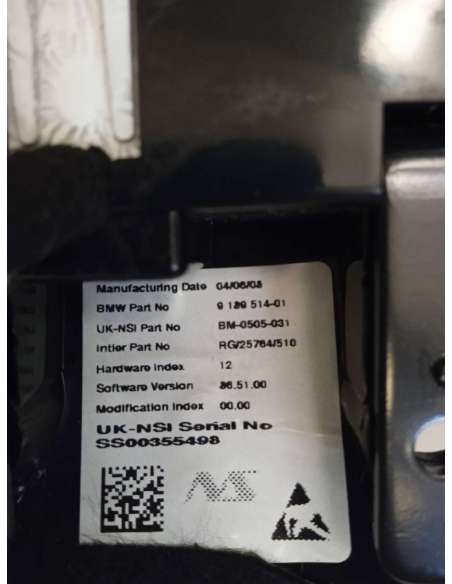 Manufacturing Date 04/06/08
BMW Part No 9 189 514-01
UK-NSI Part No BM-0505-031
Intier Part No RG/25764/510
Hardware Index 12
Software Version 86.51.00
Modification Index 00.00
UK-NSI Serial No
SS00355498
NS